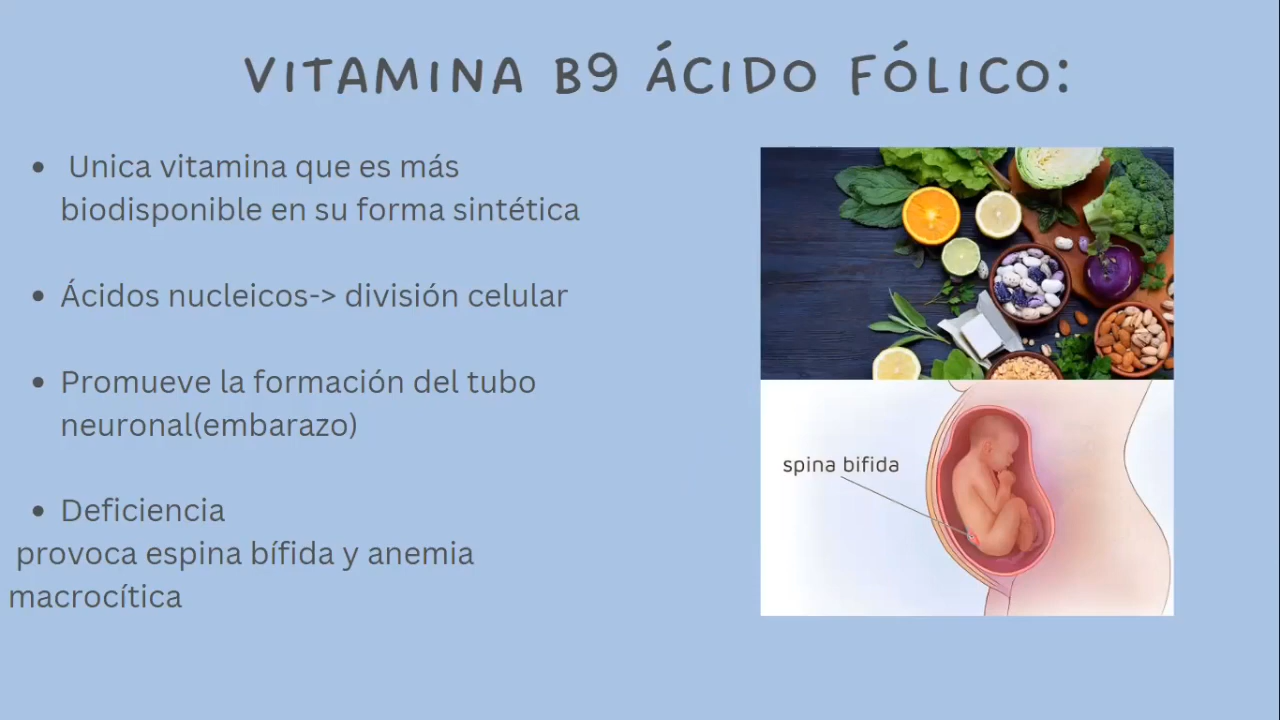 VITAMINA B9 ÁCIDO FÓLICO:
• Unica vitamina que es más
biodisponible en su forma sintética
• Ácidos nucleicos-> división celular
• Promueve la formación del tubo
neuronal(embarazo)
• Deficiencia
provoca espina bífida y anemia
macrocítica
spina bifida